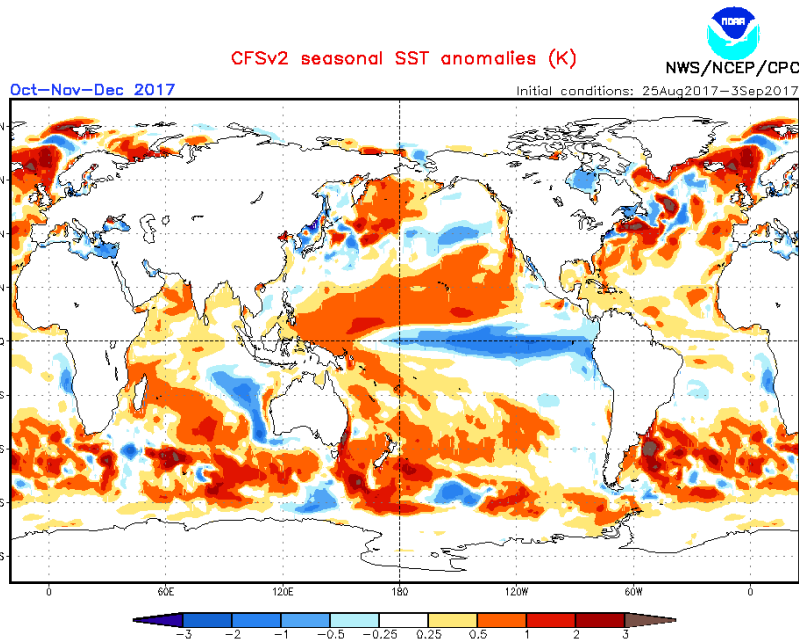 NOAA
CFSv2 seasonal SST anomalies (K)
NWS/NCEP/CPC
Oct-Nov-Dec 2017
Initial conditions: 25Aug2017-3Sep2017
N
N
N
N
Q
S
S
S
S
0
60E
120E
180
120W
60W
0
-3 -2 -1 -0.5 -0.25 0.25 0.5 1 2 3